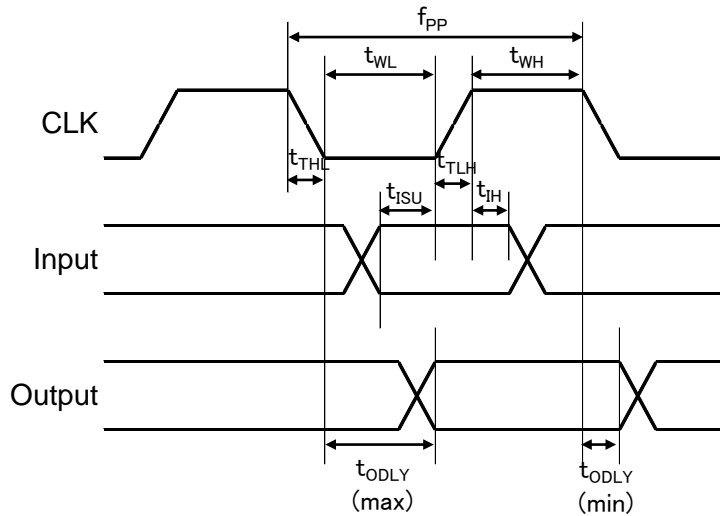 fPP
tWL
tWH
CLK
tTHL
tTLH
tISU
tIH
Input
Output
tODLY
(max)
tODLY
(min)